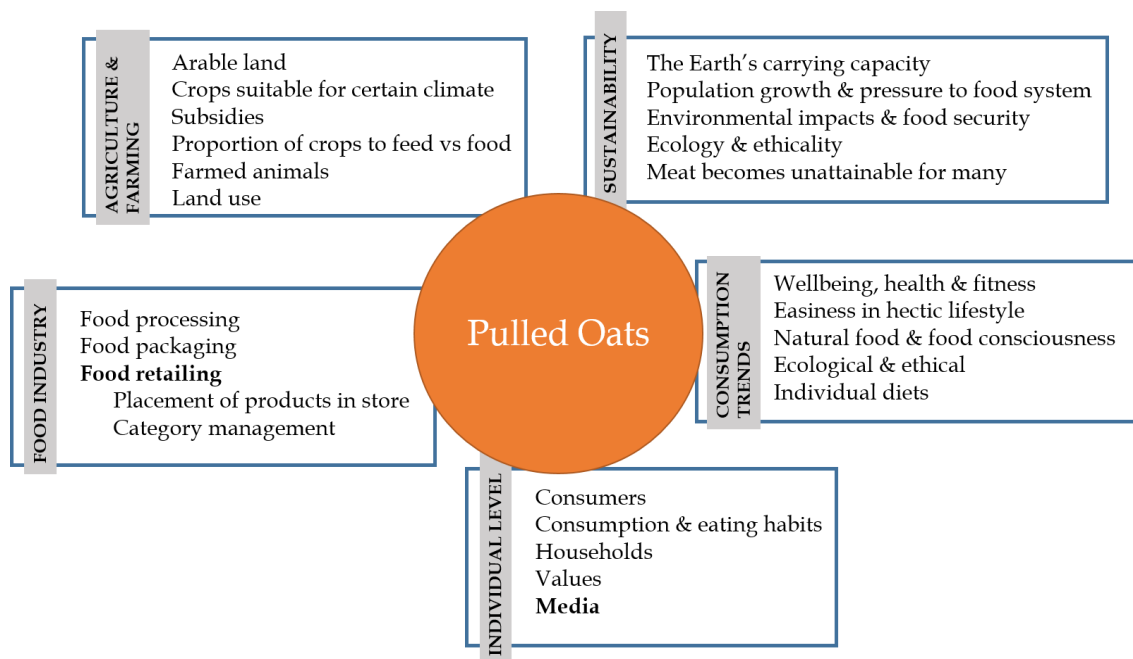 AGRICULTURE &
FARMING
Arable land
Crops suitable for certain climate
Subsidies
Proportion of crops to feed vs food
Farmed animals
Land use
SUSTAINABILITY
The Earth’s carrying capacity
Population growth & pressure to food system
Environmental impacts & food security
Ecology & ethicality
Meat becomes unattainable for many
FOOD INDUSTRY
Food processing
Food packaging
Food retailing
Placement of products in store
Category management
Pulled Oats
CONSUMPTION
TRENDS
Wellbeing, health & fitness
Easiness in hectic lifestyle
Natural food & food consciousness
Ecological & ethical
Individual diets
INDIVIDUAL LEVEL
Consumers
Consumption & eating habits
Households
Values
Media